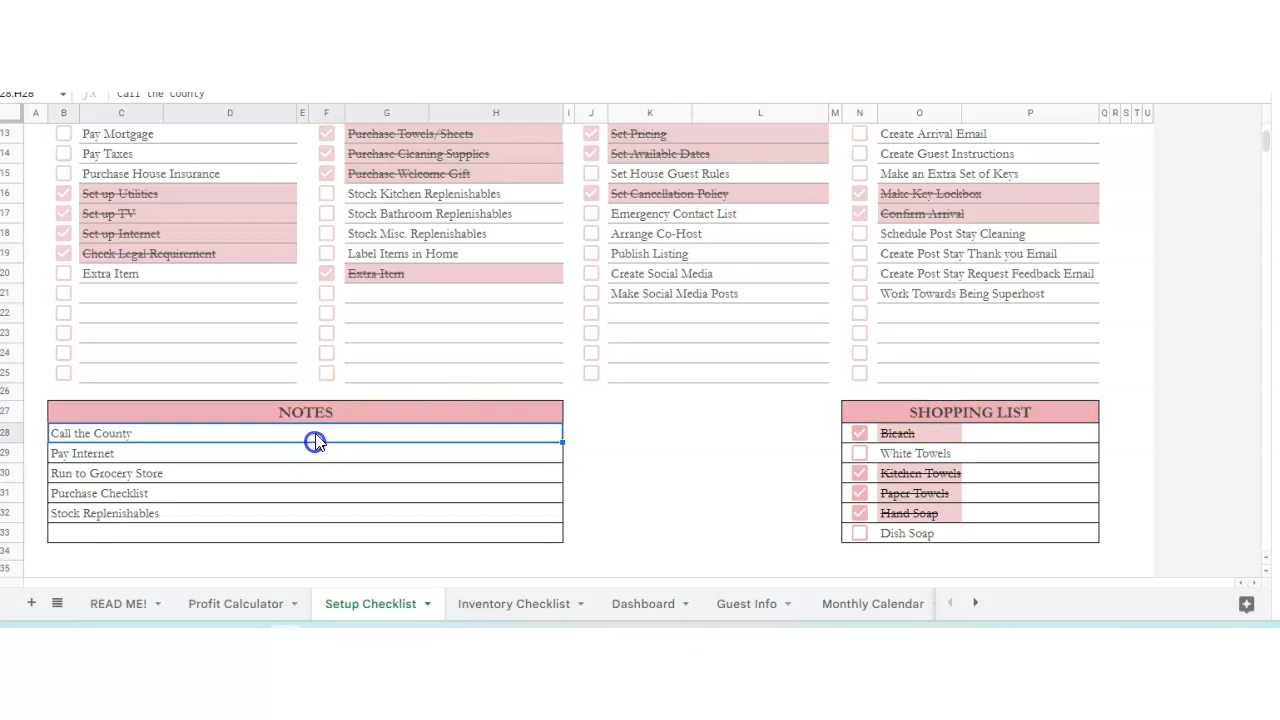 28:H28 fx Call the County
A B C D E F G H I J K L M N O P Q R S T U
13 Pay Mortgage Purchase Towels/Sheets Set Pricing Create Arrival Email
14 Pay Taxes Purchase Cleaning Supplies Set Available Dates Create Guest Instructions
15 Purchase House Insurance Purchase Welcome Gift Set House Guest Rules Make an Extra Set of Keys
16 Set up Utilities Stock Kitchen Replenishables Set Cancellation Policy Make Key Lockbox
17 Set up TV Stock Bathroom Replenishables Emergency Contact List Confirm Arrival
18 Set up Internet Stock Misc. Replenishables Arrange Co-Host Schedule Post Stay Cleaning
19 Check Legal Requirement Label Items in Home Publish Listing Create Post Stay Thank you Email
20 Extra Item Extra Item Create Social Media Create Post Stay Request Feedback Email
21 Make Social Media Posts Work Towards Being Superhost
22
23
24
25
26
27 NOTES SHOPPING LIST
28 Call the County Bleach
29 Pay Internet White Towels
30 Run to Grocery Store Kitchen Towels
31 Purchase Checklist Paper Towels
32 Stock Replenishables Hand Soap
33 Dish Soap
34
35
READ ME! Profit Calculator Setup Checklist Inventory Checklist Dashboard Guest Info Monthly Calendar